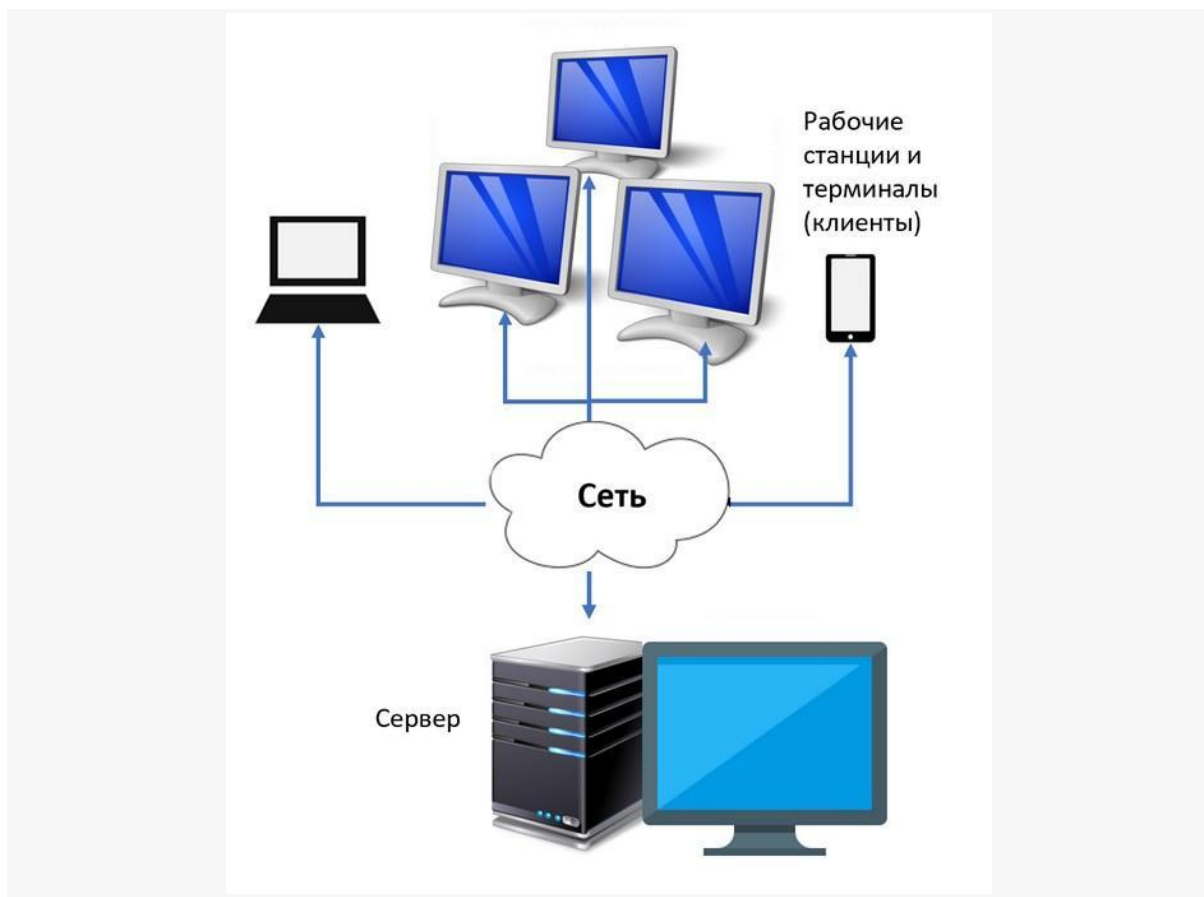 Рабочие
станции и
терминалы
(клиенты)
Сеть
Сервер